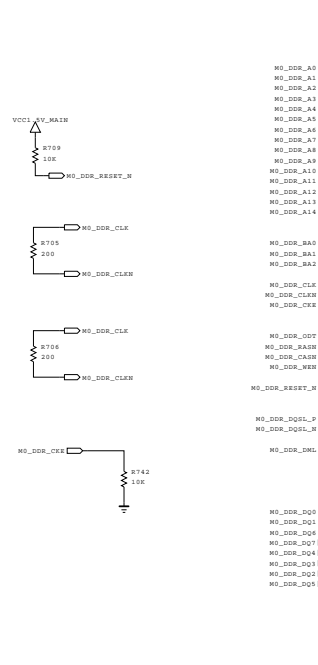 VCC1_5V_MAIN
R709
10K
M0_DDR_RESET_N
M0_DDR_CLK
R705
200
M0_DDR_CLKN
M0_DDR_CLK
R706
200
M0_DDR_CLKN
M0_DDR_CKE
R742
10K
M0_DDR_A0
M0_DDR_A1
M0_DDR_A2
M0_DDR_A3
M0_DDR_A4
M0_DDR_A5
M0_DDR_A6
M0_DDR_A7
M0_DDR_A8
M0_DDR_A9
M0_DDR_A10
M0_DDR_A11
M0_DDR_A12
M0_DDR_A13
M0_DDR_A14
M0_DDR_BA0
M0_DDR_BA1
M0_DDR_BA2
M0_DDR_CLK
M0_DDR_CLKN
M0_DDR_CKE
M0_DDR_ODT
M0_DDR_RASN
M0_DDR_CASN
M0_DDR_WEN
M0_DDR_RESET_N
M0_DDR_DQSL_P
M0_DDR_DQSL_N
M0_DDR_DML
M0_DDR_DQ0
M0_DDR_DQ1
M0_DDR_DQ6
M0_DDR_DQ7
M0_DDR_DQ4
M0_DDR_DQ3
M0_DDR_DQ2
M0_DDR_DQ5